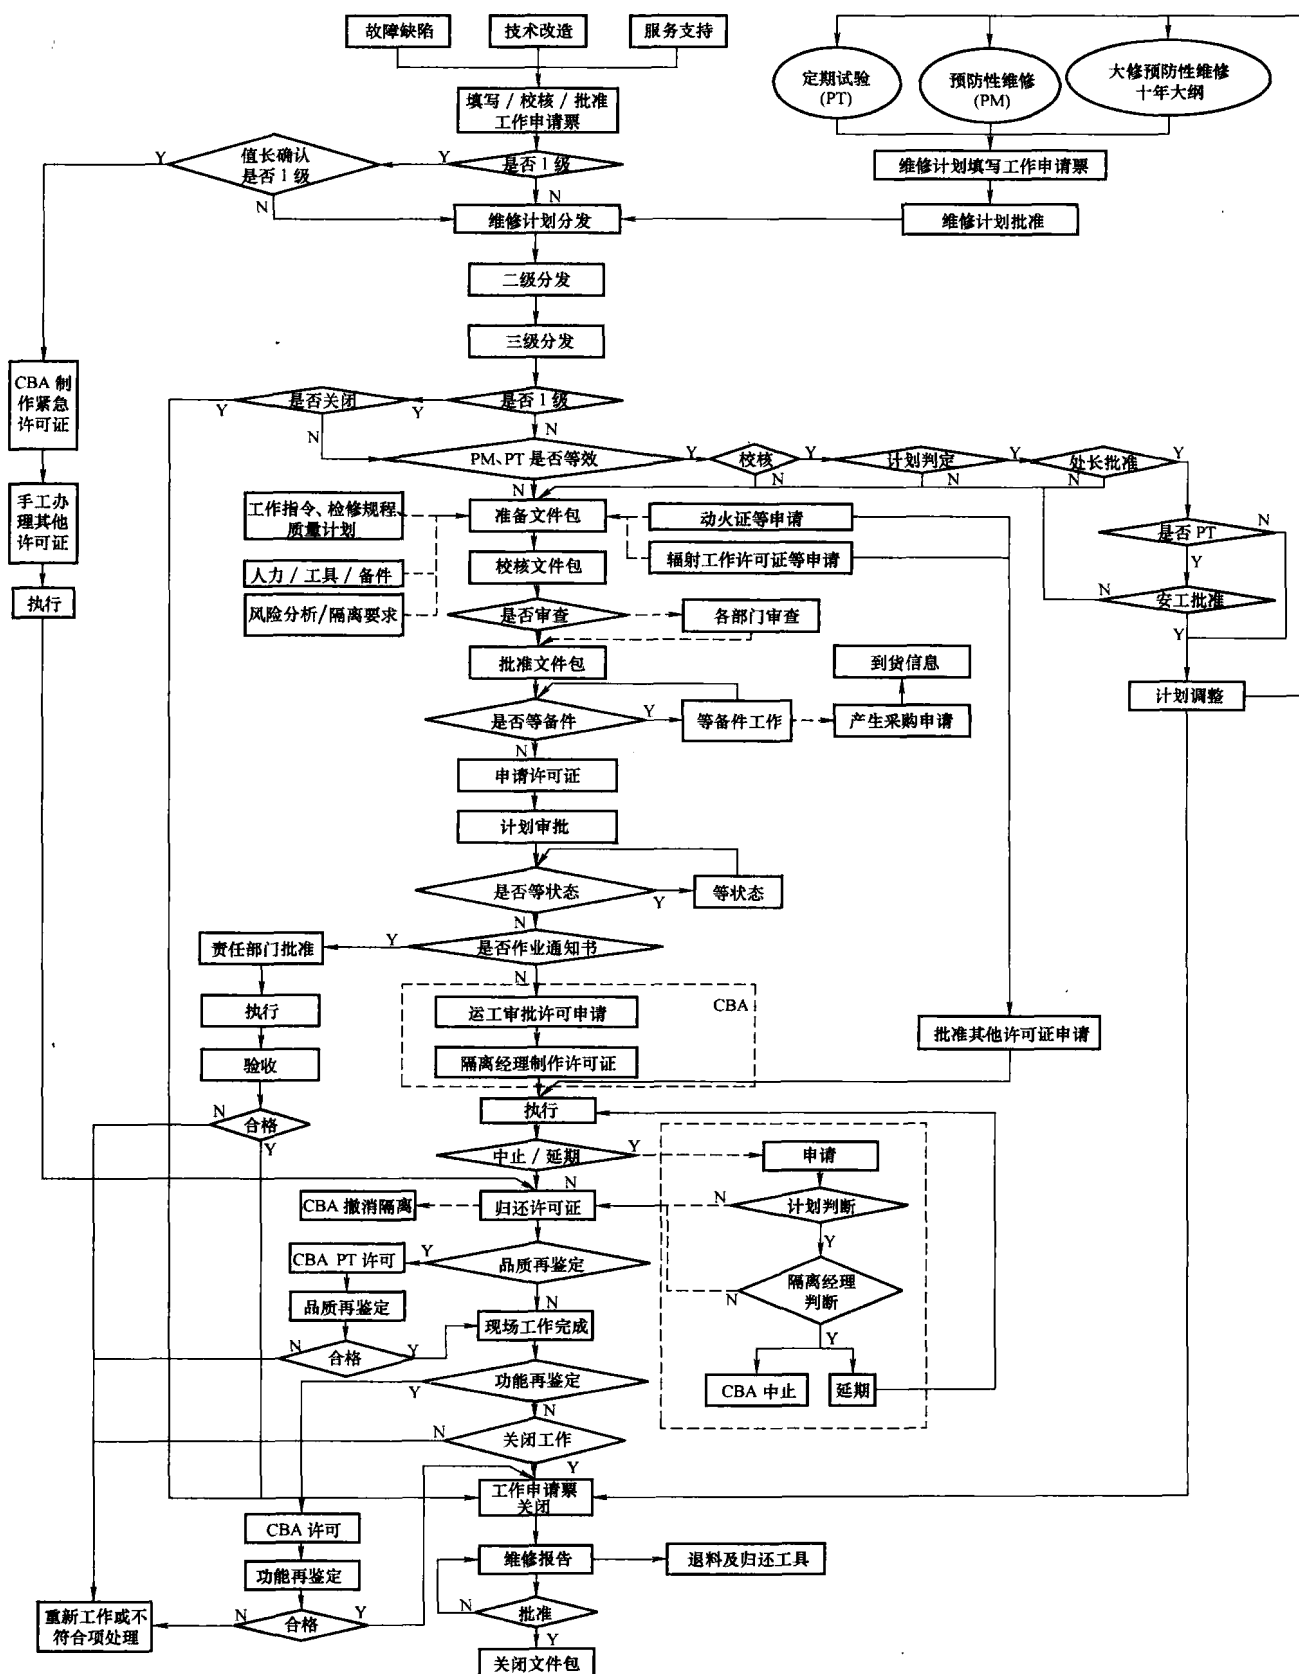 故障缺陷
技术改造
服务支持
定期试验
(PT)
预防性维修
(PM)
大修预防性维修
十年大纲
填写/校核/批准
工作申请票
值长确认
是否1级
Y
Y
是否1级
N
N
维修计划填写工作申请票
维修计划分发
维修计划批准
二级分发
三级分发
CBA 制
作紧急
许可证
手工办
理其他
许可证
执行
是否关闭
Y
Y
是否1级
N
N
PM、PT 是否等效
Y
校核
Y
计划判定
Y
处长批准
Y
N
N
N
N
工作指令、检修规程
质量计划
准备文件包
动火证等申请
是否 PT
N
Y
人力/工具/备件
校核文件包
辐射工作许可证等申请
风险分析/隔离要求
是否审查
各部门审查
N
安工批准
Y
批准文件包
到货信息
计划调整
是否等备件
Y
等备件工作
产生采购申请
N
申请许可证
计划审批
是否等状态
Y
等状态
N
责任部门批准
Y
是否作业通知书
N
CBA
执行
运工审批许可申请
批准其他许可证申请
验收
隔离经理制作许可证
N
合格
Y
执行
中止/延期
Y
申请
N
CBA 撤消隔离
归还许可证
N
计划判断
Y
CBA PT 许可
Y
品质再鉴定
N
隔离经理
判断
N
Y
品质再鉴定
现场工作完成
N
合格
Y
CBA 中止
延期
Y
功能再鉴定
N
N
关闭工作
Y
工作申请票
关闭
CBA 许可
功能再鉴定
维修报告
退料及归还工具
重新工作或不
符合项处理
N
合格
Y
N
批准
Y
关闭文件包